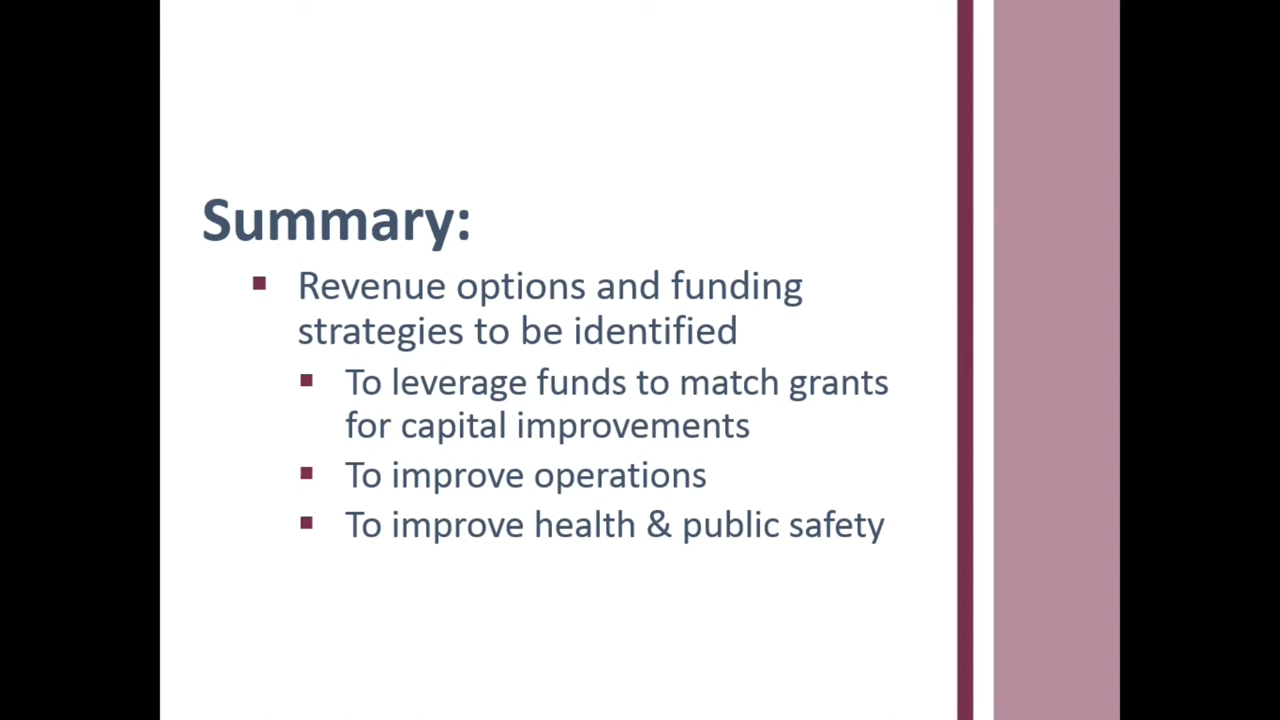 Summary:
Revenue options and funding
strategies to be identified
To leverage funds to match grants
for capital improvements
To improve operations
To improve health & public safety